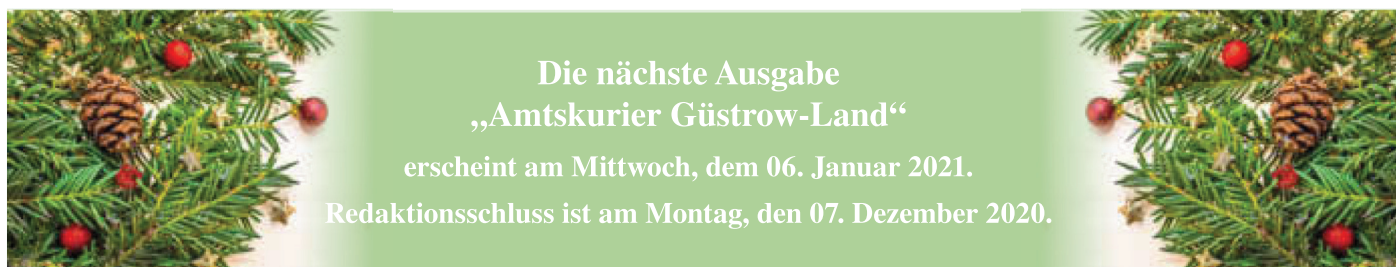 Die nächste Ausgabe
„Amtskurier Güstrow-Land“
erscheint am Mittwoch, dem 06. Januar 2021.
Redaktionsschluss ist am Montag, den 07. Dezember 2020.